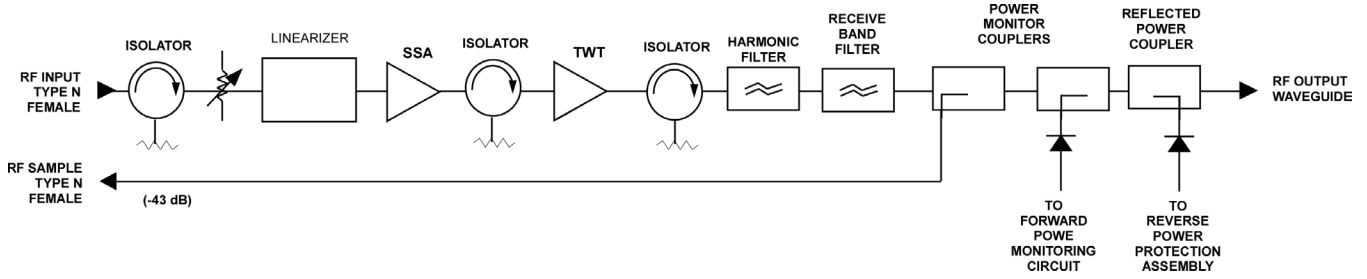 RF INPUT
TYPE N
FEMALE
ISOLATOR
LINEARIZER
SSA
ISOLATOR
TWT
ISOLATOR
HARMONIC
FILTER
RECEIVE
BAND
FILTER
POWER
MONITOR
COUPLERS
REFLECTED
POWER
COUPLER
RF OUTPUT
WAVEGUIDE
RF SAMPLE
TYPE N
FEMALE
(-43 dB)
TO
FORWARD
POWE
MONITORING
CIRCUIT
TO
REVERSE
POWER
PROTECTION
ASSEMBLY